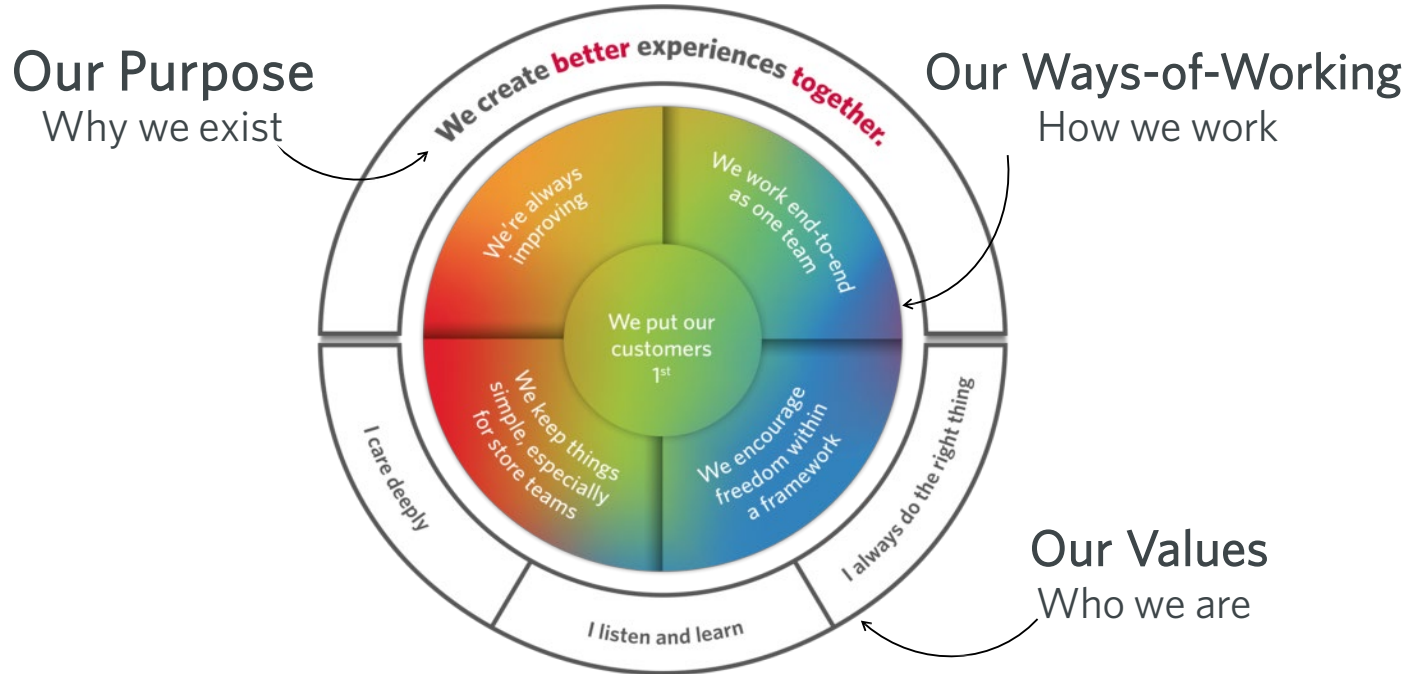 Our Purpose
Why we exist
We create better experiences together.
Our Ways-of-Working
How we work
We're always
improving
We work end-to-end
as one team
We put our
customers
1st
We keep things
simple, especially
for store teams
We encourage
freedom within
a framework
I care deeply
I listen and learn
I always do the right thing
Our Values
Who we are